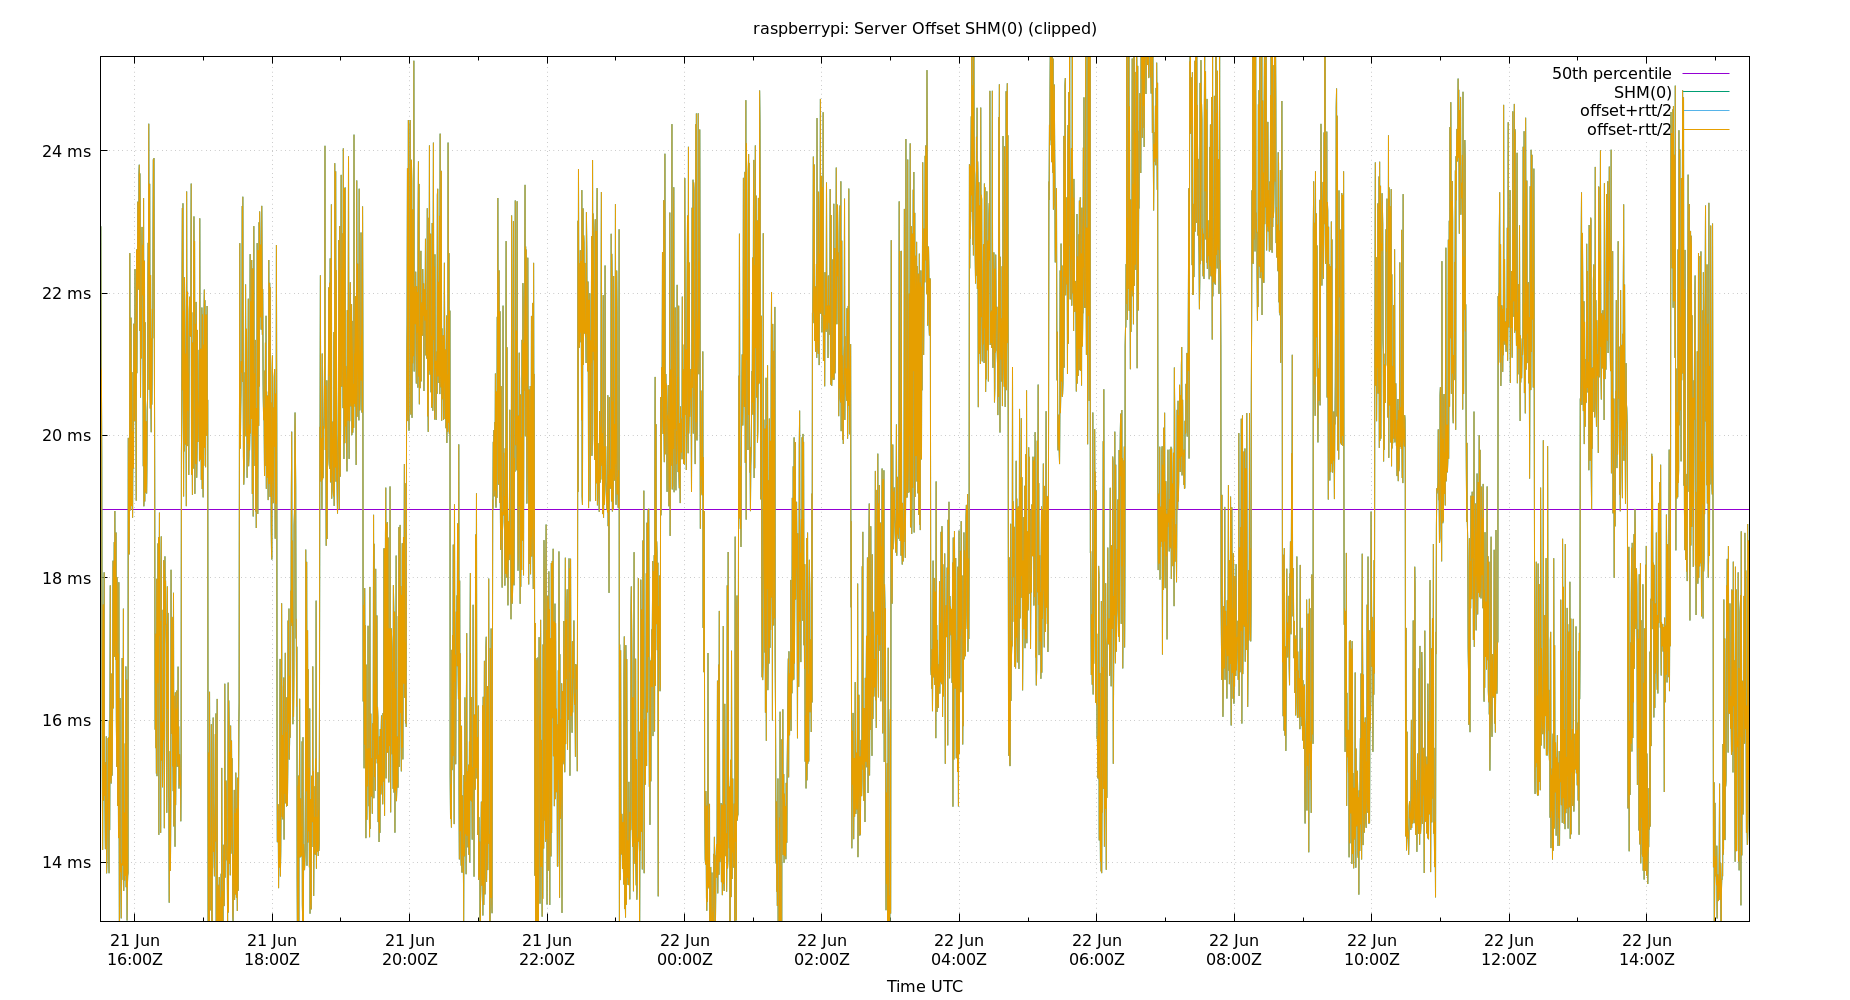 raspberrypi: Server Offset SHM(0) (clipped)
50th percentile
SHM(0)
offset+rtt/2
offset-rtt/2
24 ms
22 ms
20 ms
18 ms
16 ms
14 ms
21 Jun 21 Jun 21 Jun 21 Jun 22 Jun 22 Jun 22 Jun 22 Jun 22 Jun 22 Jun 22 Jun 22 Jun
16:00Z 18:00Z 20:00Z 22:00Z 00:00Z 02:00Z 04:00Z 06:00Z 08:00Z 10:00Z 12:00Z 14:00Z
Time UTC